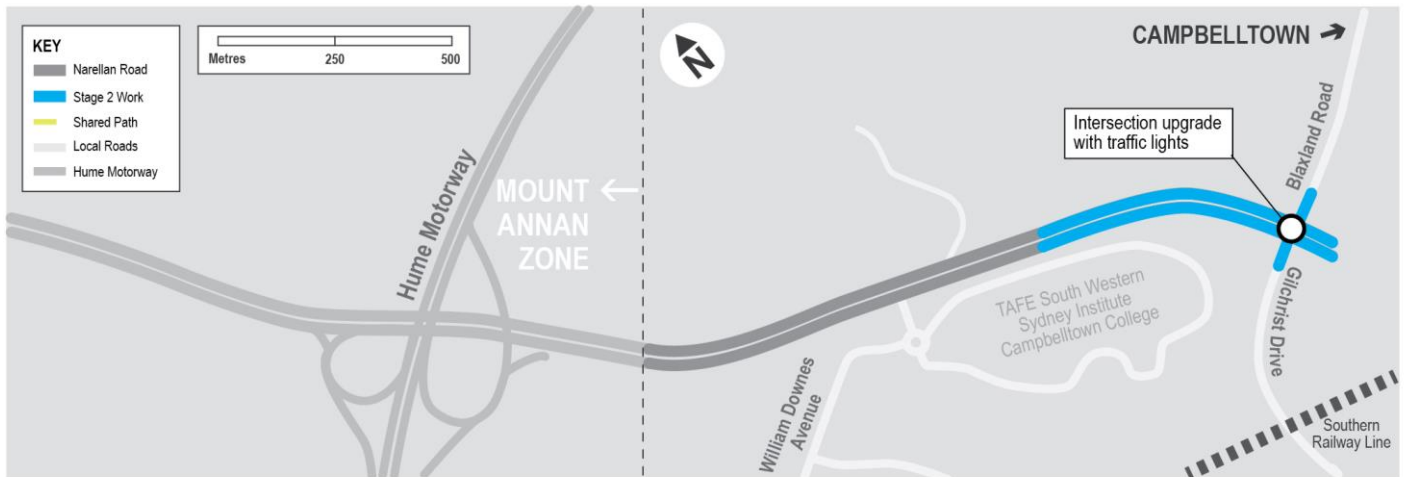 KEY
Narellan Road
Stage 2 Work
Shared Path
Local Roads
Hume Motorway
Metres 250 500
N
CAMPBELLTOWN
Intersection upgrade
with traffic lights
Blaxland Road
Hume Motorway
MOUNT
ANNAN
ZONE
TAFE South Western
Sydney Institute
Campbelltown College
Gilchrist Drive
William Downes
Avenue
Southern
Railway Line